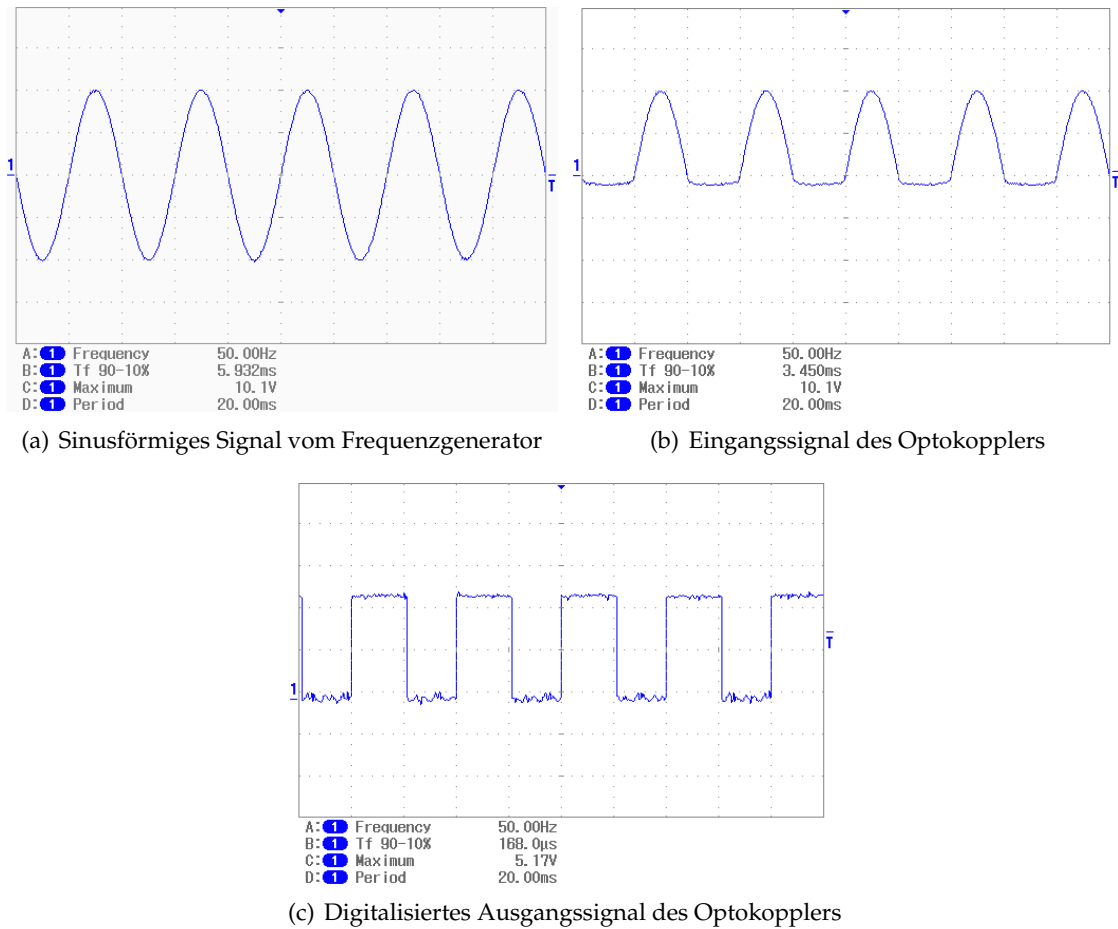 1
T
A: 1 Frequency 50.00Hz
B: 1 Tf 90-10% 5.932ms
C: 1 Maximum 10.1V
D: 1 Period 20.00ms
(a) Sinusförmiges Signal vom Frequenzgenerator
1
T
A: 1 Frequency 50.00Hz
B: 1 Tf 90-10% 3.450ms
C: 1 Maximum 10.1V
D: 1 Period 20.00ms
(b) Eingangssignal des Optokopplers
1
T
A: 1 Frequency 50.00Hz
B: 1 Tf 90-10% 168.0µs
C: 1 Maximum 5.17V
D: 1 Period 20.00ms
(c) Digitalisiertes Ausgangssignal des Optokopplers